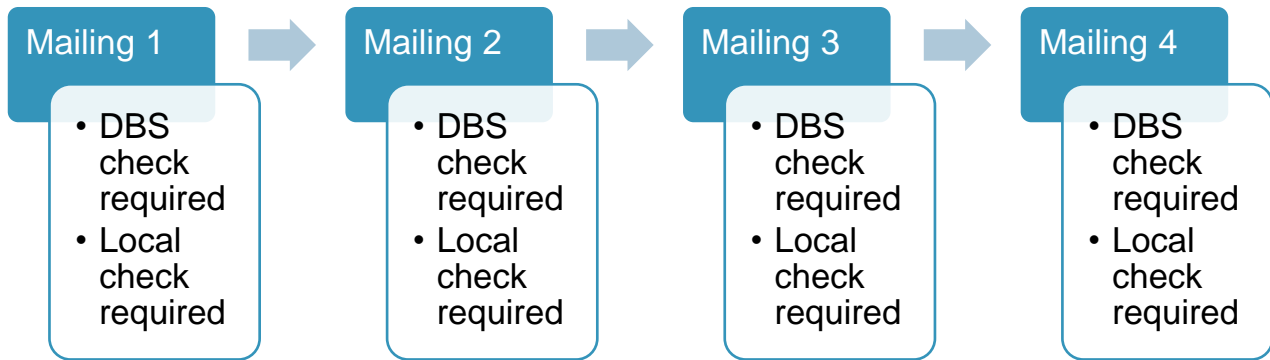 Mailing 1
• DBS
check
required
• Local
check
required
Mailing 2
• DBS
check
required
• Local
check
required
Mailing 3
• DBS
check
required
• Local
check
required
Mailing 4
• DBS
check
required
• Local
check
required